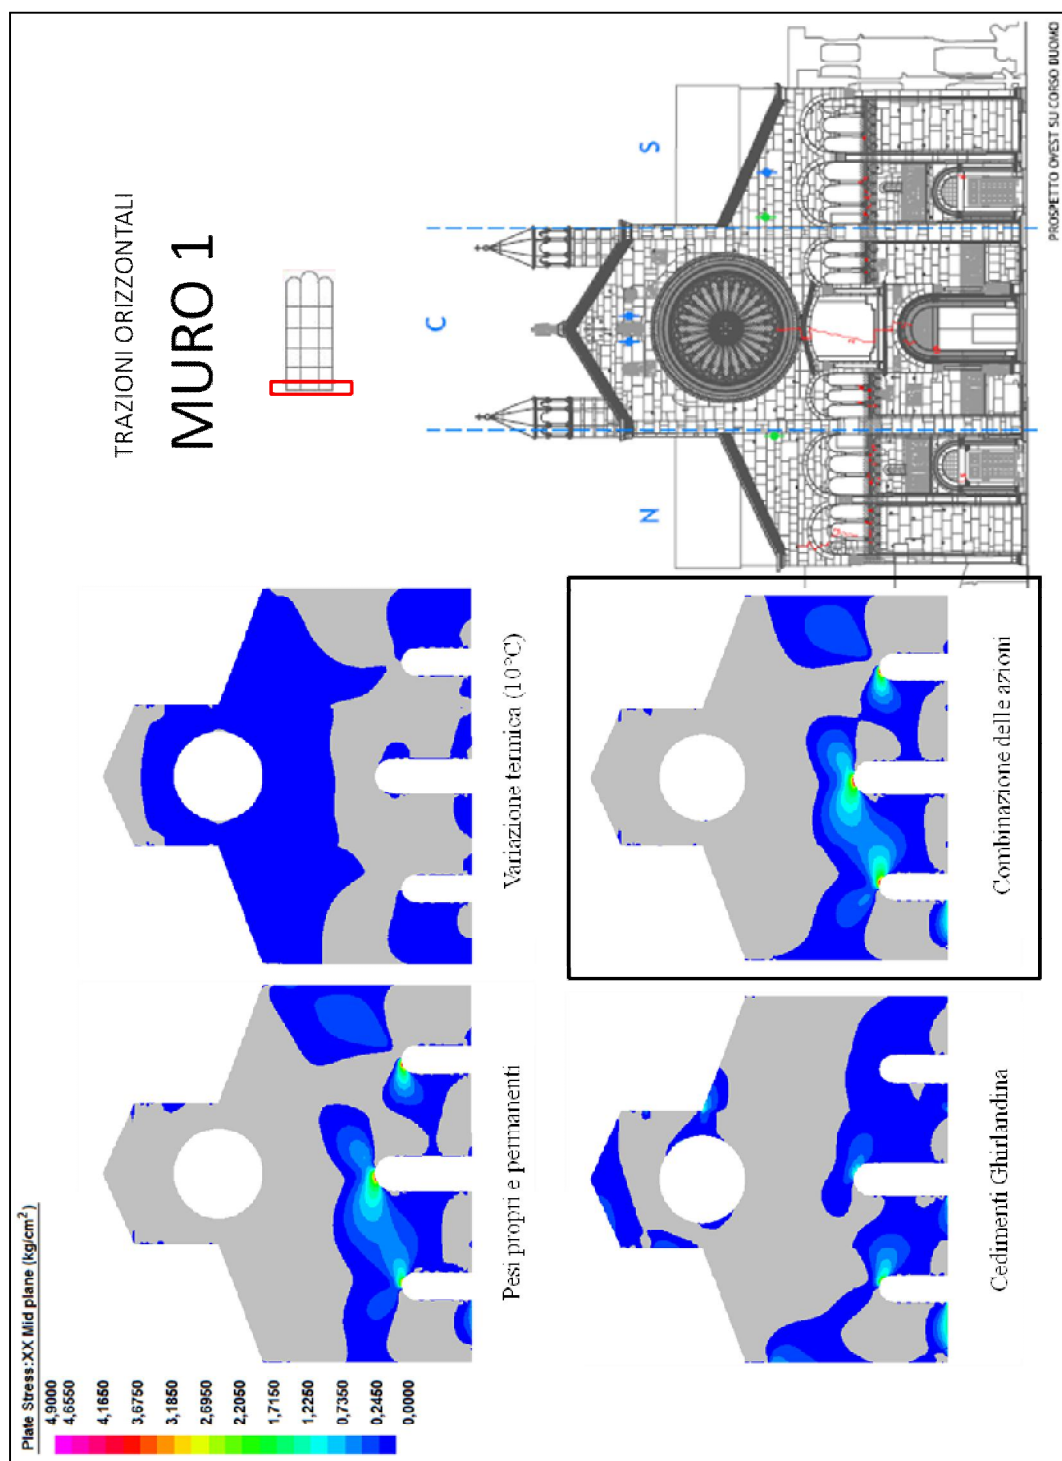 Plate Stress:XX Mid plane (kg/cm²)
4,9000
4,6550
4,1650
3,6750
3,1850
2,6950
2,2050
1,7150
1,2250
0,7350
0,2450
0,0000
TRAZIONI ORIZZONTALI
MURO 1
Pesi propri e permanenti
Variazione termica (10°C)
Cedimenti Ghirlandina
Combinazione delle azioni
N
C
S
PROSPETTO OVEST SU CORSO DUOMO